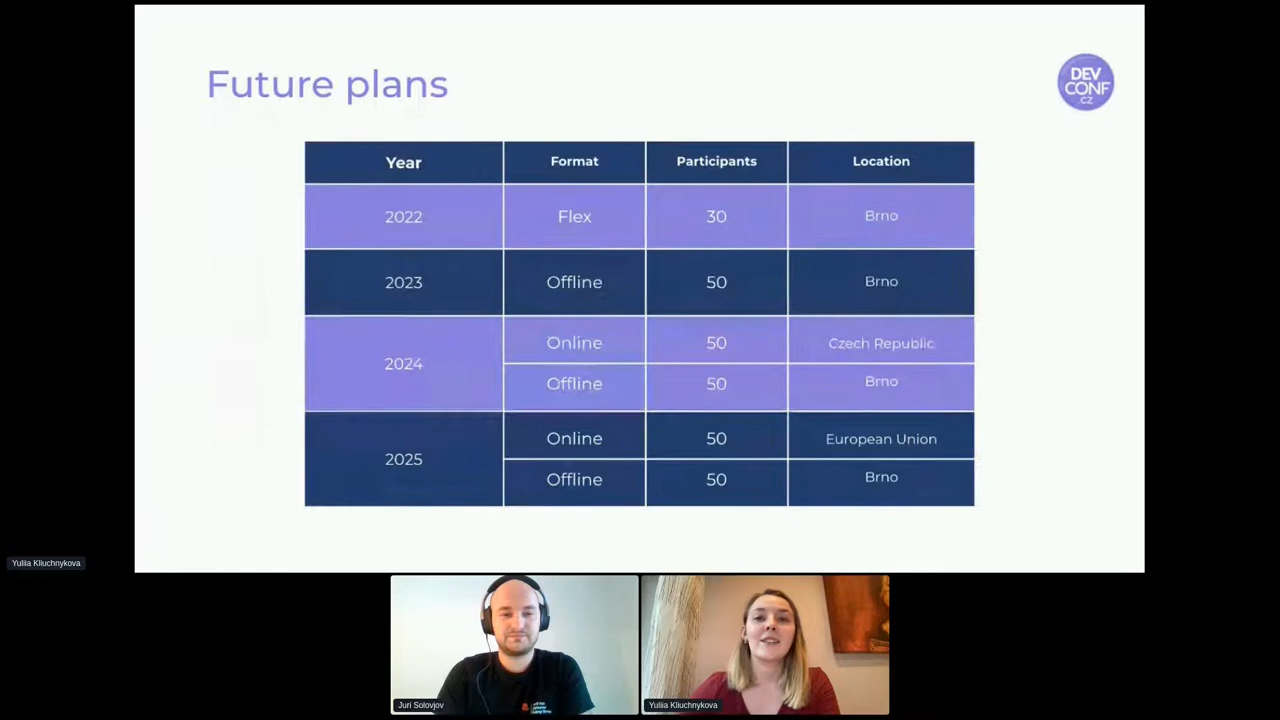 Future plans
DEV
CONF
.CZ
Year Format Participants Location
2022 Flex 30 Brno
2023 Offline 50 Brno
2024 Online 50 Czech Republic
Offline 50 Brno
2025 Online 50 European Union
Offline 50 Brno
Yuliia Kliuchnykova
Juri Solovjov
Yuliia Kliuchnykova